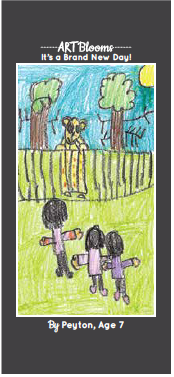 ARTBlooms
It's a Brand New Day!
By Peyton, Age 7